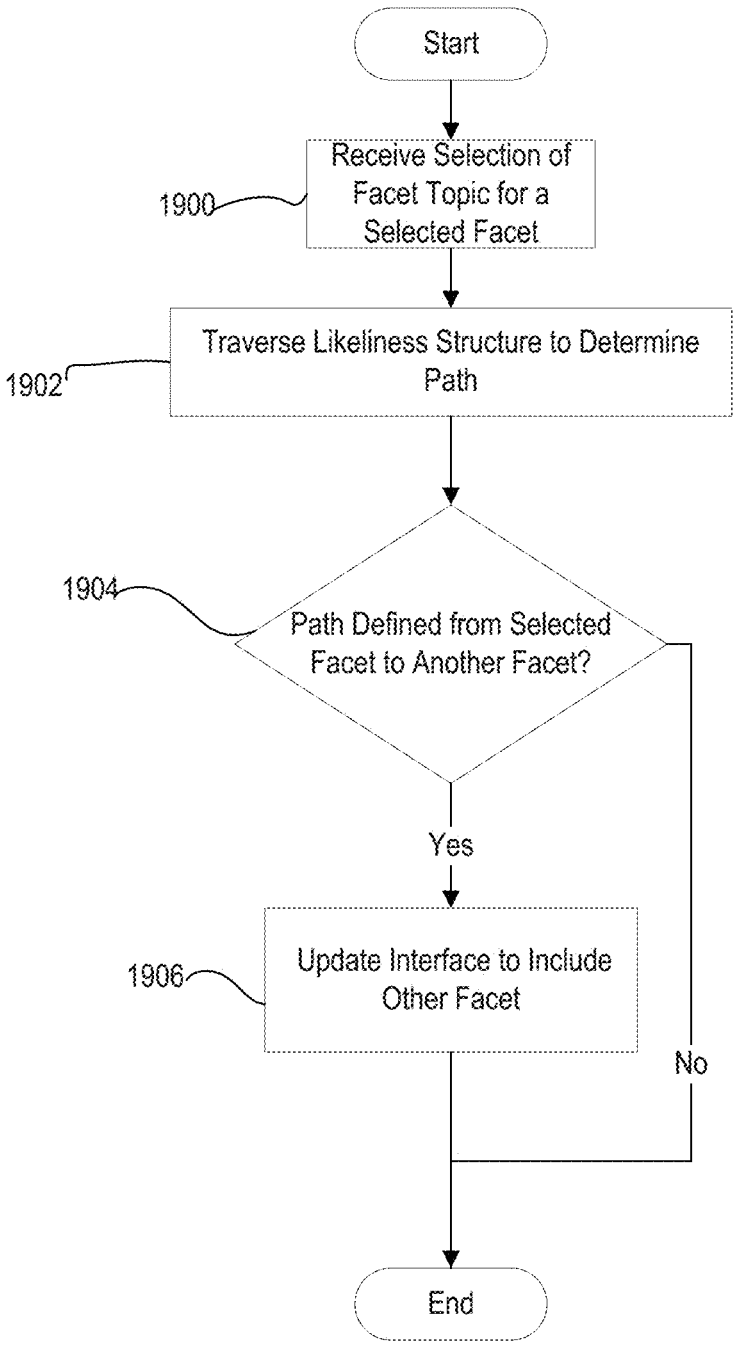 Start
Receive Selection of
Facet Topic for a
Selected Facet
1900
Traverse Likeliness Structure to Determine
Path
1902
1904
Path Defined from Selected
Facet to Another Facet?
Yes
Update Interface to Include
Other Facet
1906
No
End